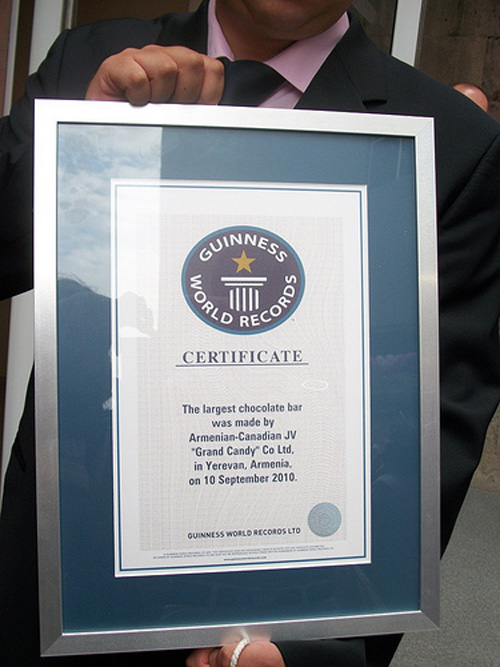 GUINNESS
WORLD RECORDS
CERTIFICATE
The largest chocolate bar
was made by
Armenian-Canadian JV
"Grand Candy" Co Ltd,
in Yerevan, Armenia,
on 10 September 2010.
GUINNESS WORLD RECORDS LTD